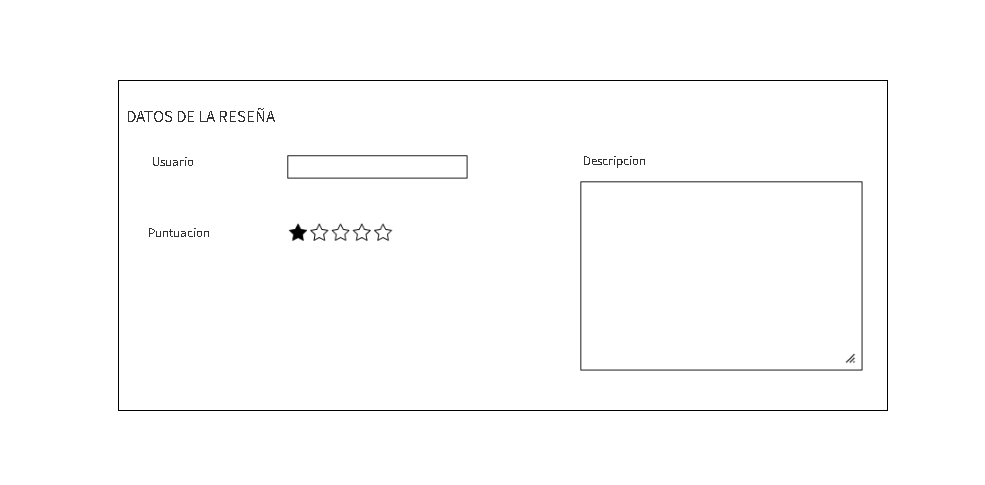 DATOS DE LA RESEÑA
Usuario
Puntuacion
Descripcion